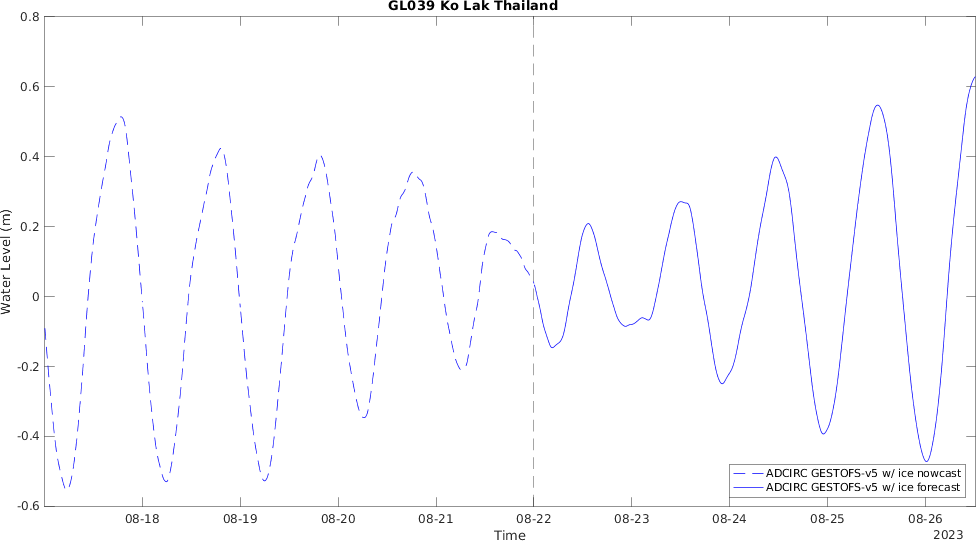 GL039 Ko Lak Thailand
0.8
0.6
0.4
0.2
0
-0.2
-0.4
-0.6
Water Level (m)
ADCIRC GESTOFS-v5 w/ ice nowcast
ADCIRC GESTOFS-v5 w/ ice forecast
08-18 08-19 08-20 08-21 08-22 08-23 08-24 08-25 08-26
Time
2023